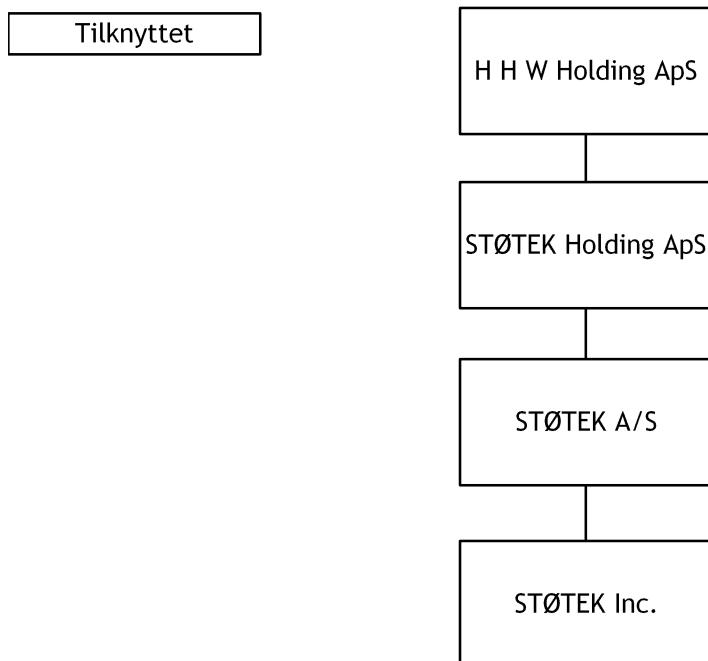 Tilknyttet
H H W Holding ApS
STØTEK Holding ApS
STØTEK A/S
STØTEK Inc.